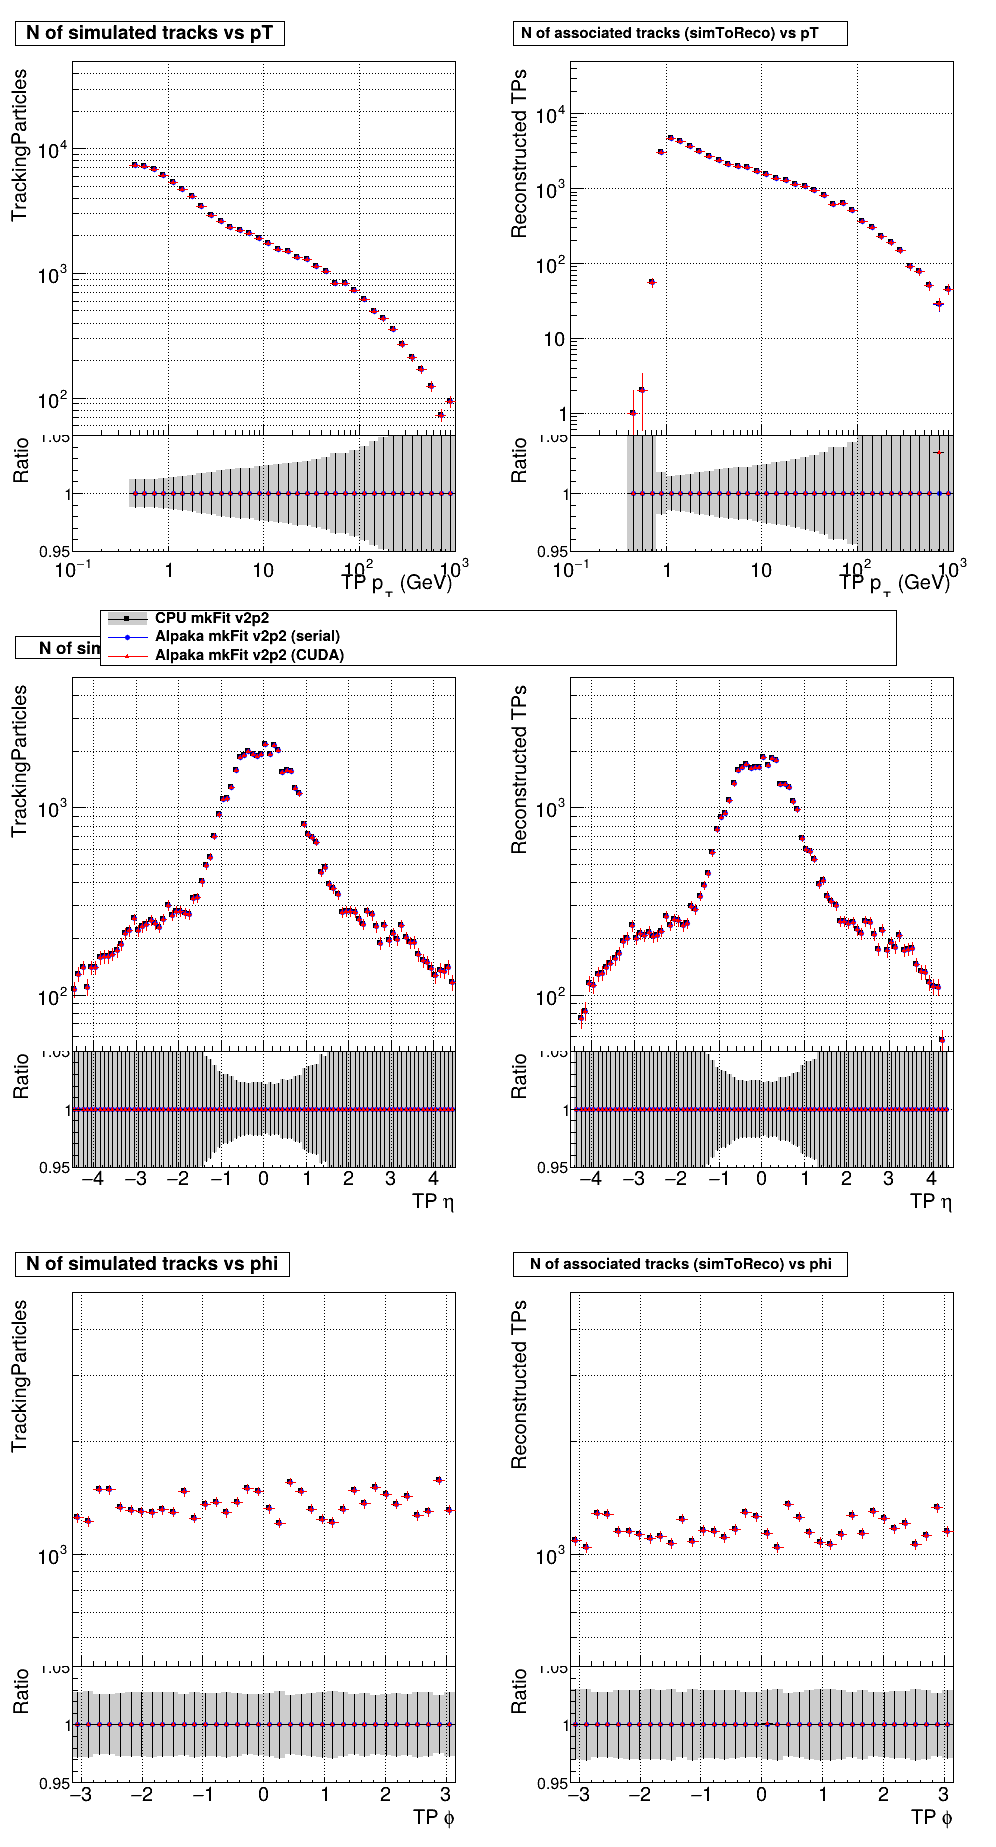 N of simulated tracks vs pT
N of associated tracks (simToReco) vs pT
TrackingParticles
10^4
10^3
10^2
Reconstructed TPs
10^4
10^3
10^2
10
1
Ratio
1.05
1
0.95
10^−1 1 10 10^2 10^3
TP p_T (GeV)
Ratio
1.05
1
0.95
10^−1 1 10 10^2 10^3
TP p_T (GeV)
CPU mkFit v2p2
Alpaka mkFit v2p2 (serial)
Alpaka mkFit v2p2 (CUDA)
N of sim
TrackingParticles
10^3
10^2
Reconstructed TPs
10^3
10^2
Ratio
1.05
1
0.95
−4 −3 −2 −1 0 1 2 3 4
TP η
Ratio
1.05
1
0.95
−4 −3 −2 −1 0 1 2 3 4
TP η
N of simulated tracks vs phi
N of associated tracks (simToReco) vs phi
TrackingParticles
10^3
Reconstructed TPs
10^3
Ratio
1.05
1
0.95
−3 −2 −1 0 1 2 3
TP ϕ
Ratio
1.05
1
0.95
−3 −2 −1 0 1 2 3
TP ϕ